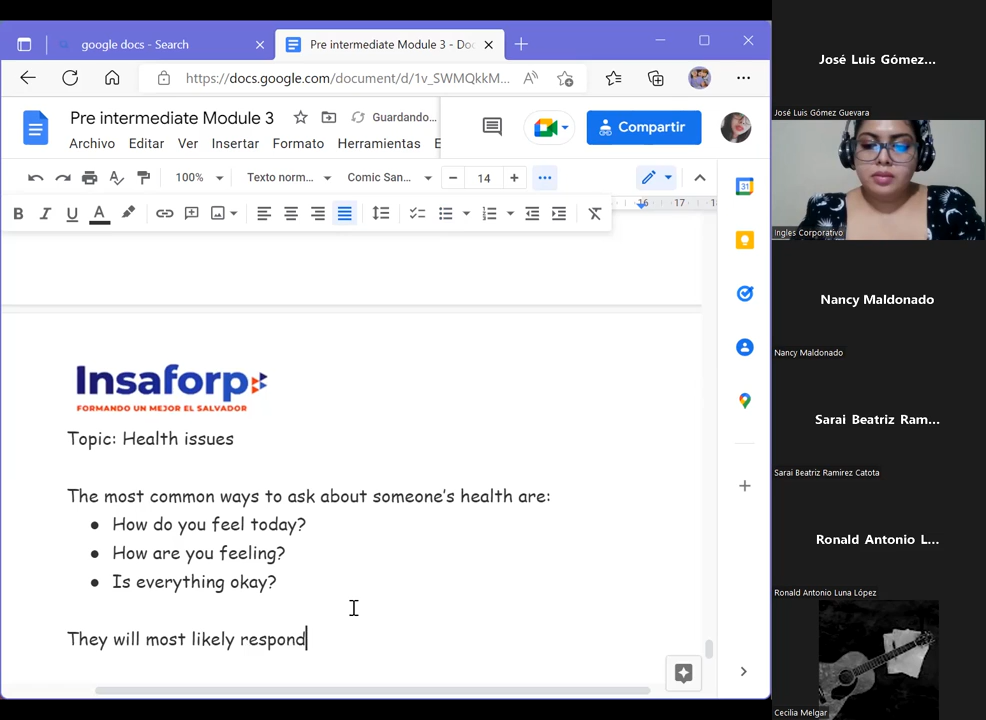 google docs - Search
Pre intermediate Module 3 - Doc
https://docs.google.com/document/d/1v_SWMQkkM...
Pre intermediate Module 3
Guardando...
Compartir
Archivo Editar Ver Insertar Formato Herramientas E
100% Texto norm... Comic San... 14
16 17
31
Insaforp
FORMANDO UN MEJOR EL SALVADOR
Topic: Health issues
The most common ways to ask about someone's health are:
● How do you feel today?
● How are you feeling?
● Is everything okay?
They will most likely respond
José Luis Gómez...
José Luis Gómez Guevara
Ingles Corporativo
Nancy Maldonado
Nancy Maldonado
Sarai Beatriz Ram...
Sarai Beatriz Ramirez Catota
Ronald Antonio L...
Ronald Antonio Luna López
Cecilia Melgar